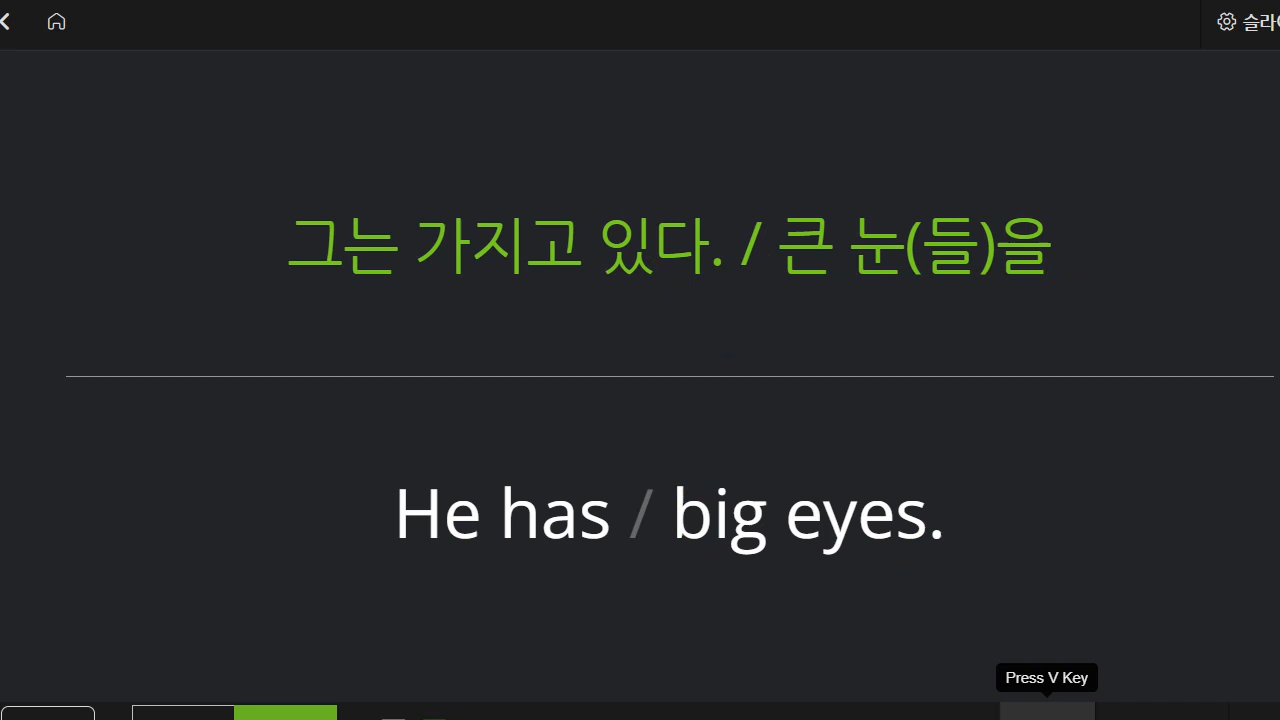 그는 가지고 있다. / 큰 눈(들)을
He has / big eyes.
Press V Key